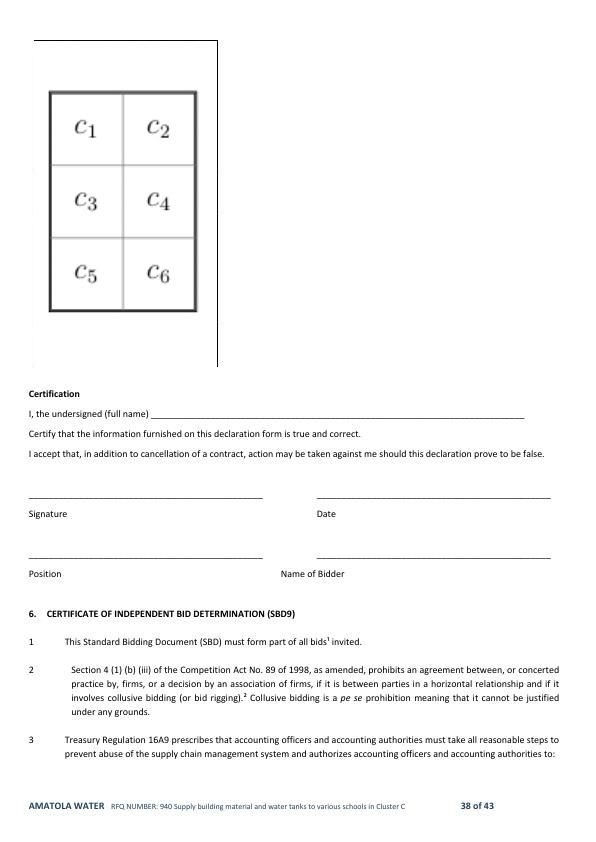 c1 c2
c3 c4
c5 c6
Certification
I, the undersigned (full name) ___________________________________________________________________________
Certify that the information furnished on this declaration form is true and correct.
I accept that, in addition to cancellation of a contract, action may be taken against me should this declaration prove to be false.
_______________________________________________ _______________________________________________
Signature Date
_______________________________________________ _______________________________________________
Position Name of Bidder
6. CERTIFICATE OF INDEPENDENT BID DETERMINATION (SBD9)
1 This Standard Bidding Document (SBD) must form part of all bids¹ invited.
2 Section 4 (1) (b) (iii) of the Competition Act No. 89 of 1998, as amended, prohibits an agreement between, or concerted
practice by, firms, or a decision by an association of firms, if it is between parties in a horizontal relationship and if it
involves collusive bidding (or bid rigging).² Collusive bidding is a pe se prohibition meaning that it cannot be justified
under any grounds.
3 Treasury Regulation 16A9 prescribes that accounting officers and accounting authorities must take all reasonable steps to
prevent abuse of the supply chain management system and authorizes accounting officers and accounting authorities to:
AMATOLA WATER RFQ NUMBER: 940 Supply building material and water tanks to various schools in Cluster C 38 of 43